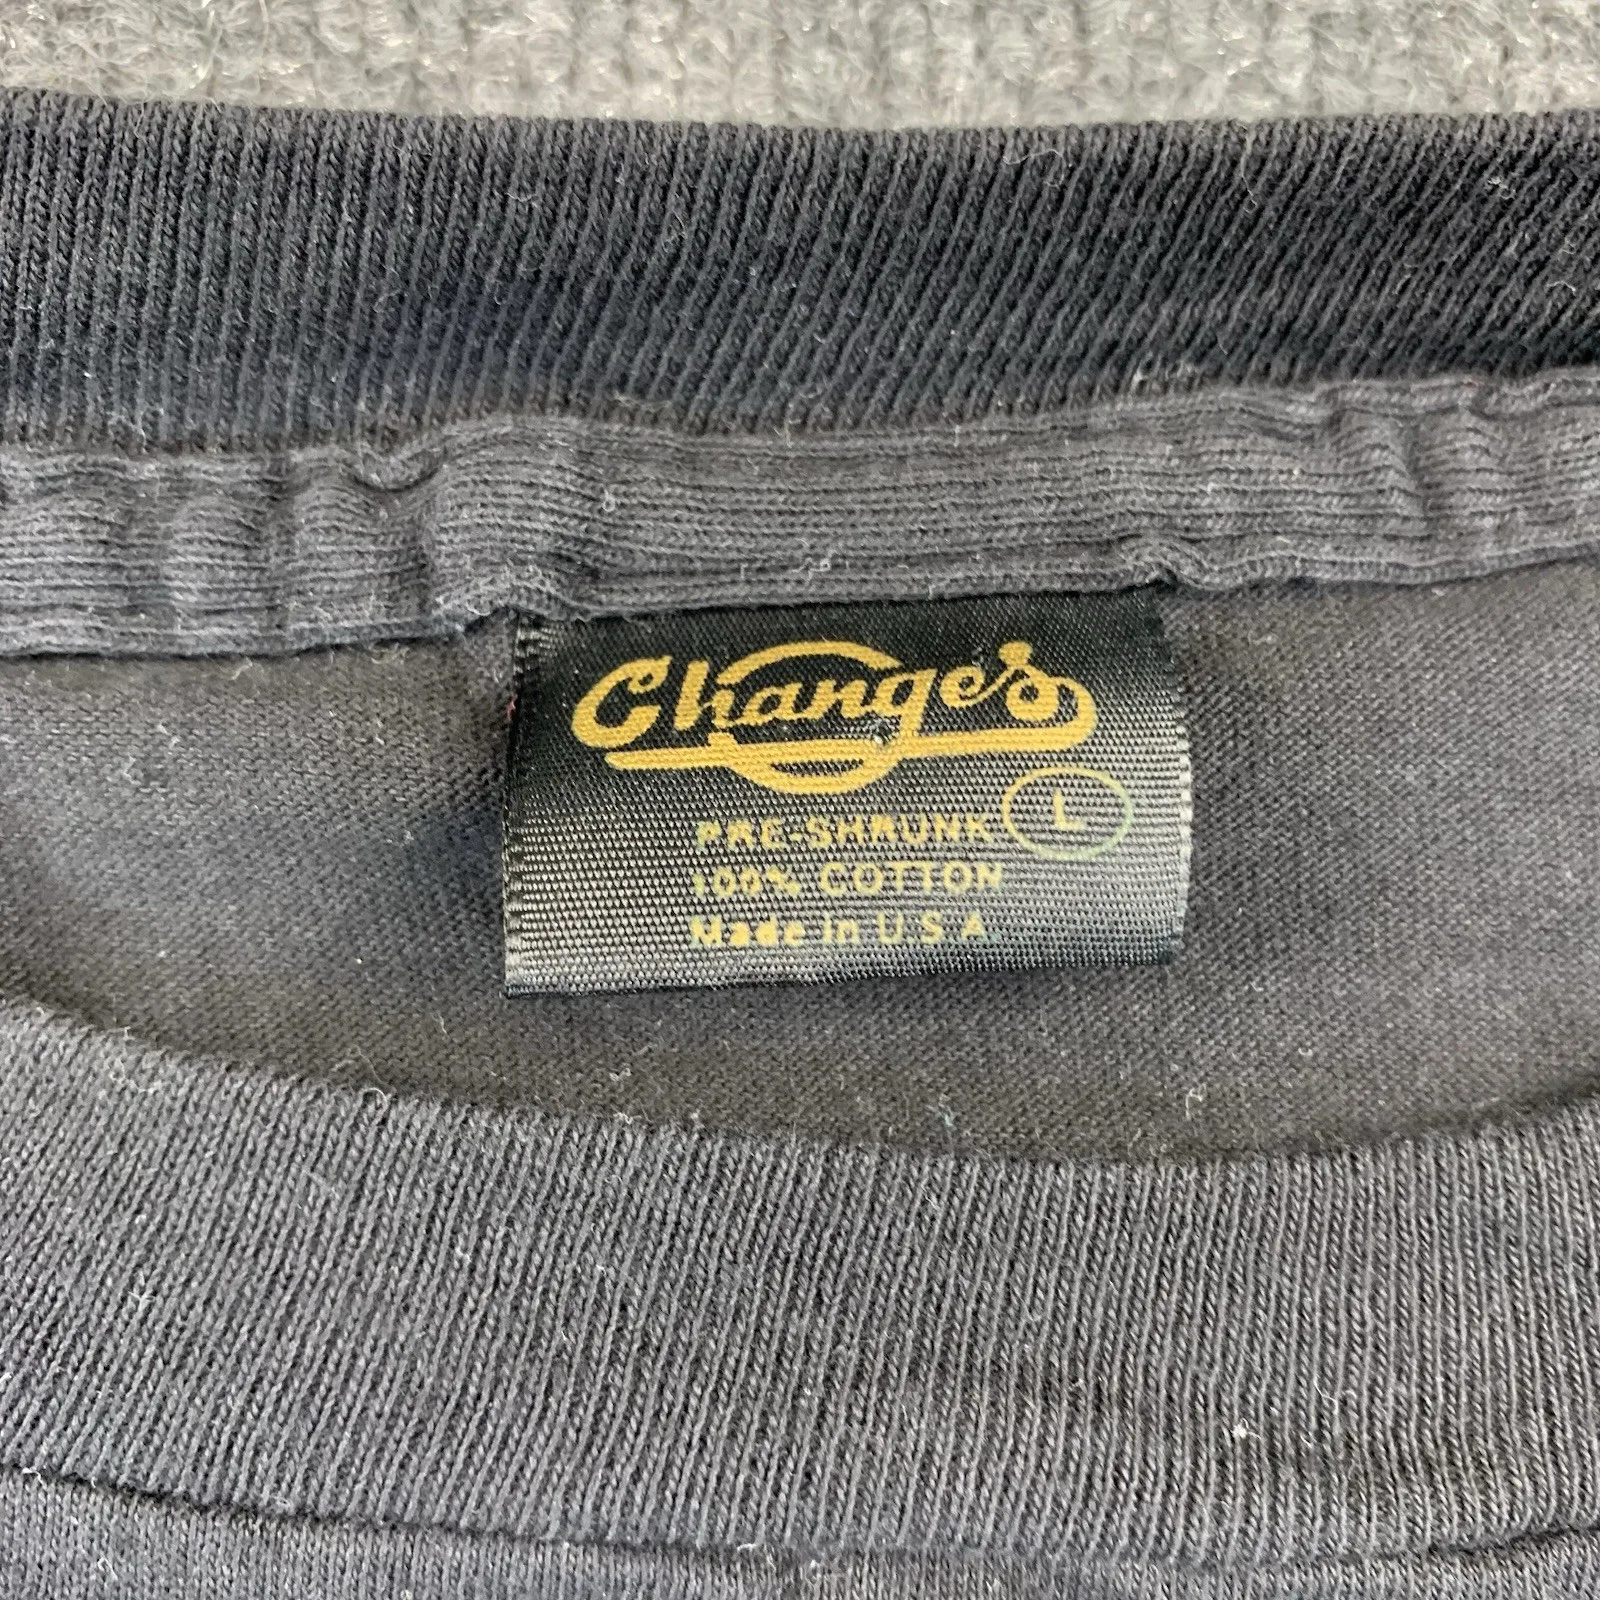 Changes
PRE-SHRUNK L
100% COTTON
Made in U.S.A.